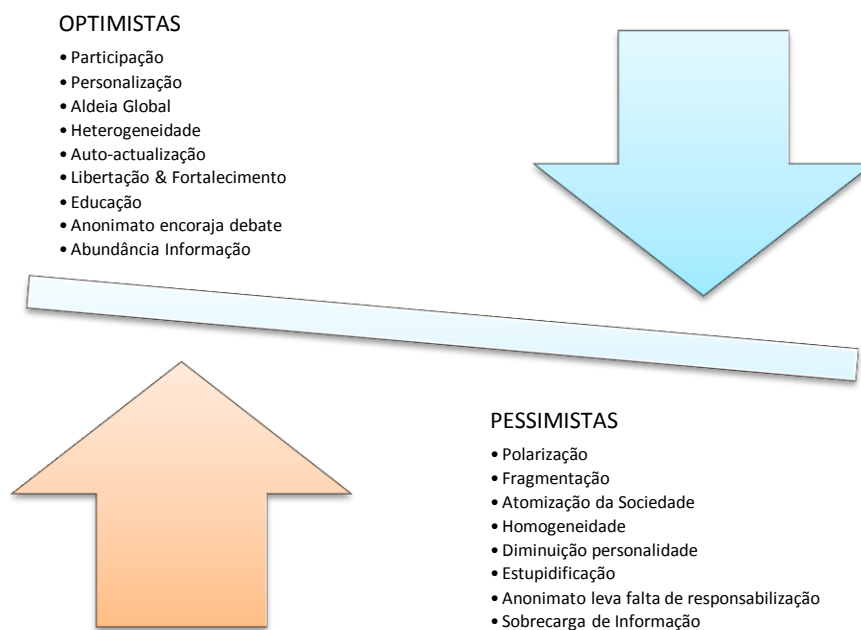 OPTIMISTAS
• Participação
• Personalização
• Aldeia Global
• Heterogeneidade
• Auto-actualização
• Libertação & Fortalecimento
• Educação
• Anonimato encoraja debate
• Abundância Informação
PESSIMISTAS
• Polarização
• Fragmentação
• Atomização da Sociedade
• Homogeneidade
• Diminuição personalidade
• Estupidificação
• Anonimato leva falta de responsabilização
• Sobrecarga de Informação